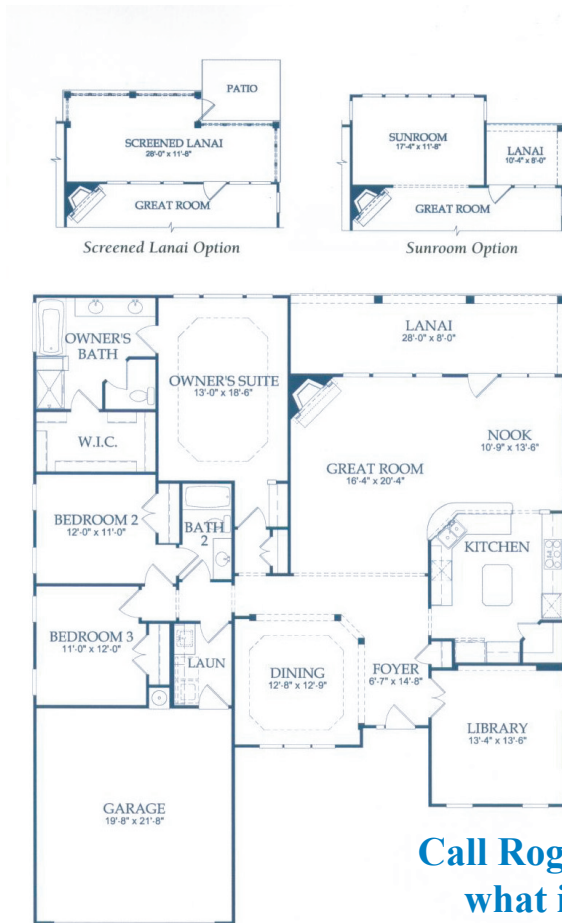 PATIO
SCREENED LANAI
28'-0" x 11'-8"
GREAT ROOM
Screened Lanai Option
SUNROOM
17'-4" x 11'-8"
LANAI
10'-4" x 8'-0"
GREAT ROOM
Sunroom Option
LANAI
28'-0" x 8'-0"
OWNER'S
BATH
OWNER'S SUITE
13'-0" x 18'-6"
W.I.C.
NOOK
10'-9" x 13'-6"
GREAT ROOM
16'-4" x 20'-4"
BEDROOM 2
12'-0" x 11'-0"
BATH
2
KITCHEN
BEDROOM 3
11'-0" x 12'-0"
LAUN
DINING
12'-8" x 12'-9"
FOYER
6'-7" x 14'-8"
LIBRARY
13'-4" x 13'-6"
GARAGE
19'-8" x 21'-8"
Call Rog
what i